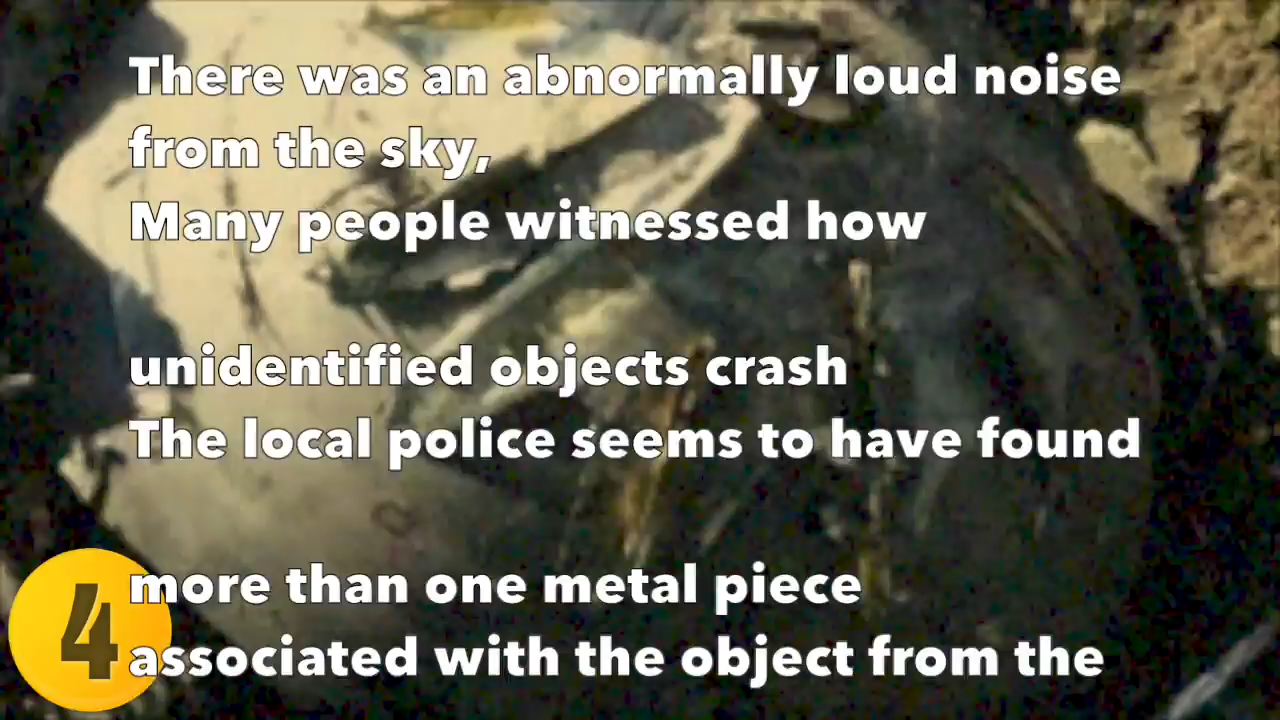 There was an abnormally loud noise
from the sky,
Many people witnessed how
unidentified objects crash
The local police seems to have found
more than one metal piece
4
associated with the object from the